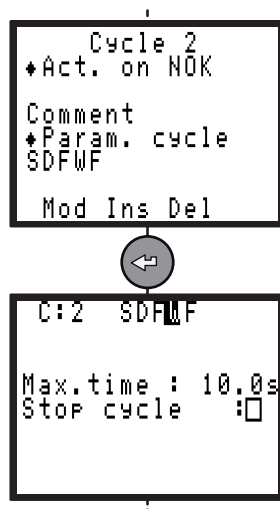 Cycle 2
♦Act. on NOK
Comment
♦Param. cycle
SDFWF
Mod Ins Del
C:2 SDFWF
Max.time : 10.0s
Stop cycle :☐